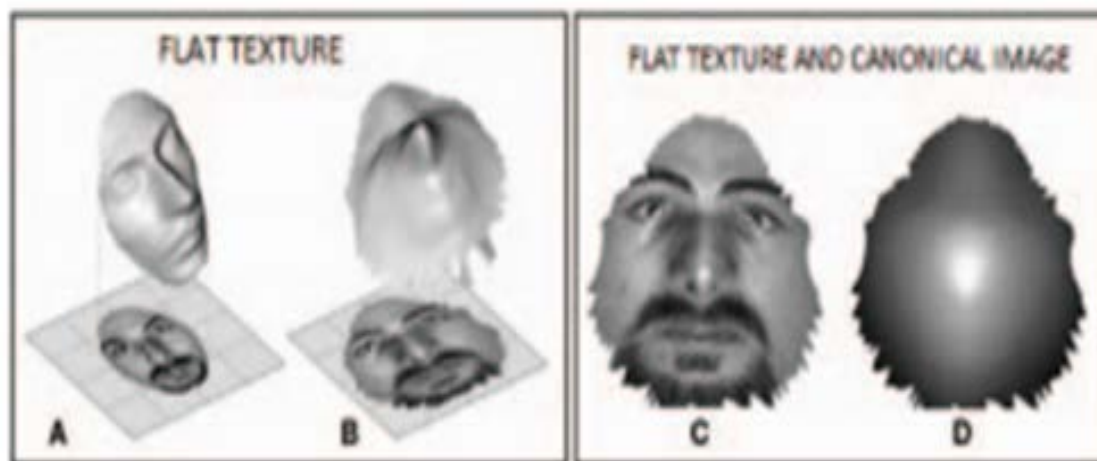 FLAT TEXTURE
A
B
FLAT TEXTURE AND CANONICAL IMAGE
C
D